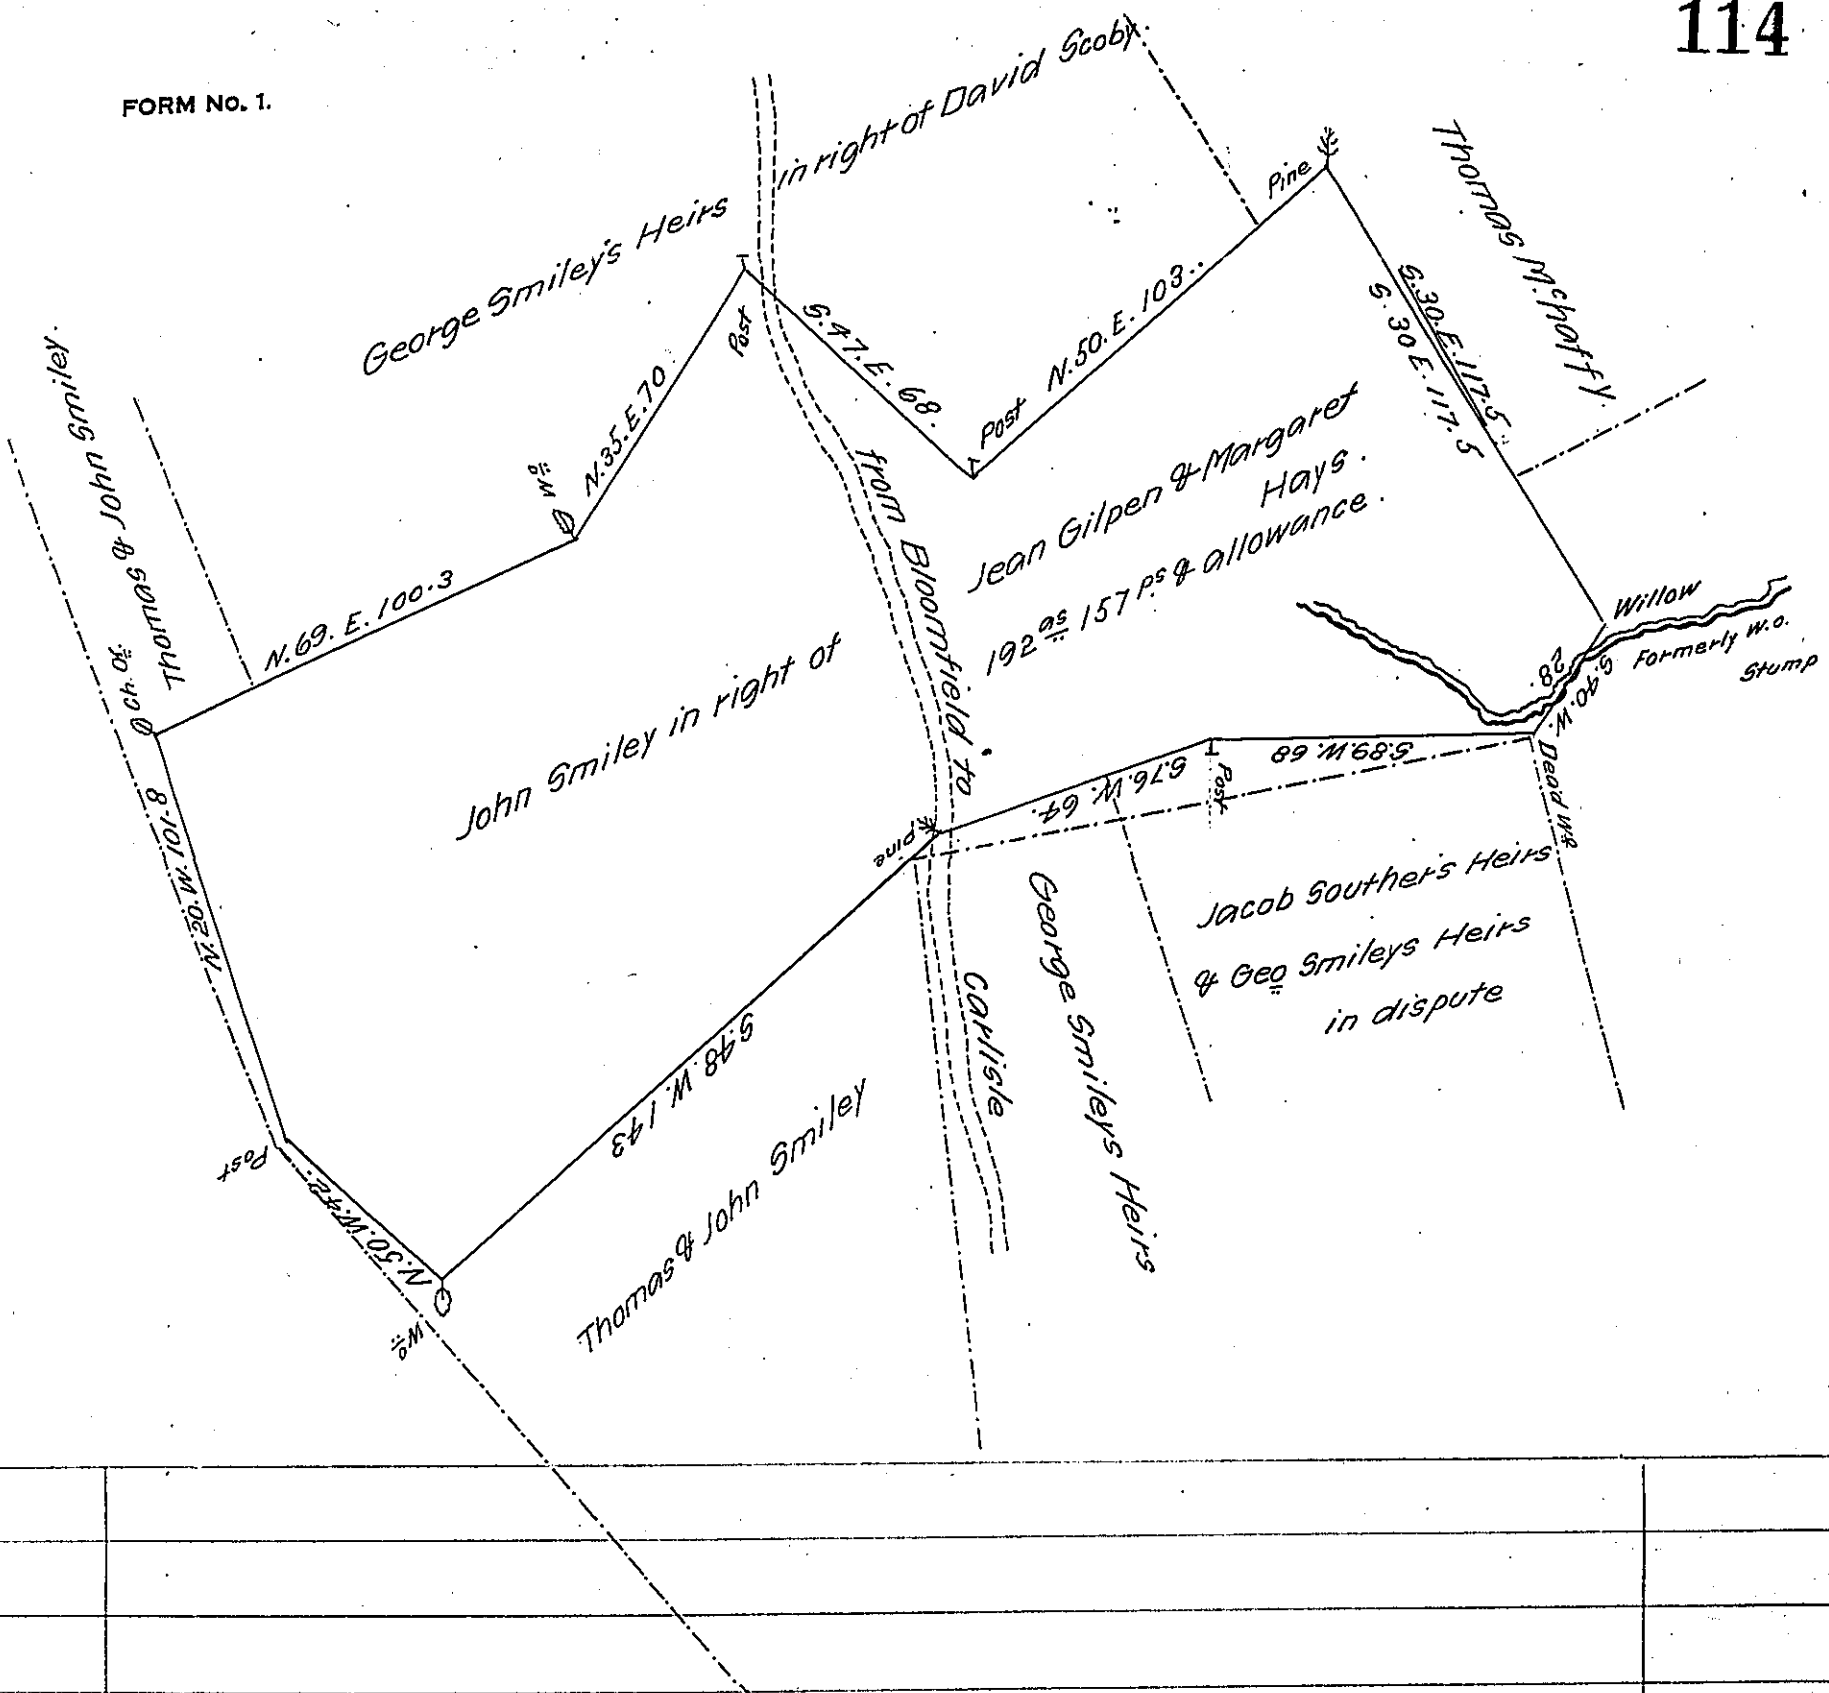 114
FORM No. 1.
George Smiley's Heirs in right of David Scoby.
Thomas McChaffy.
Thomas & John Smiley.
Pine
Post
S. 47. E. 68.
N. 50. E. 103..
Post
S. 30. E. 117.5
S. 30 E. 117.5
N. 35. E. 70
W.o
N. 69. E. 100.3
Ch. o.
from Bloomfield to
Carlisle
Jean Gilpen & Margaret
Hays.
192 as 157 Ps & allowance.
John Smiley in right of
Willow
Formerly W.o.
Stump
28.
S. 40. W.
Dead W.o
S. 89. W. 68
Post
S. 76. W. 64.
Pine
N. 20. W. 101.8
Jacob Southers Heirs
& Geo Smileys Heirs
in dispute
George Smileys Heirs
S. 48. W. 143
Thomas & John Smiley
Post
N. 50. W. 42.
W.o